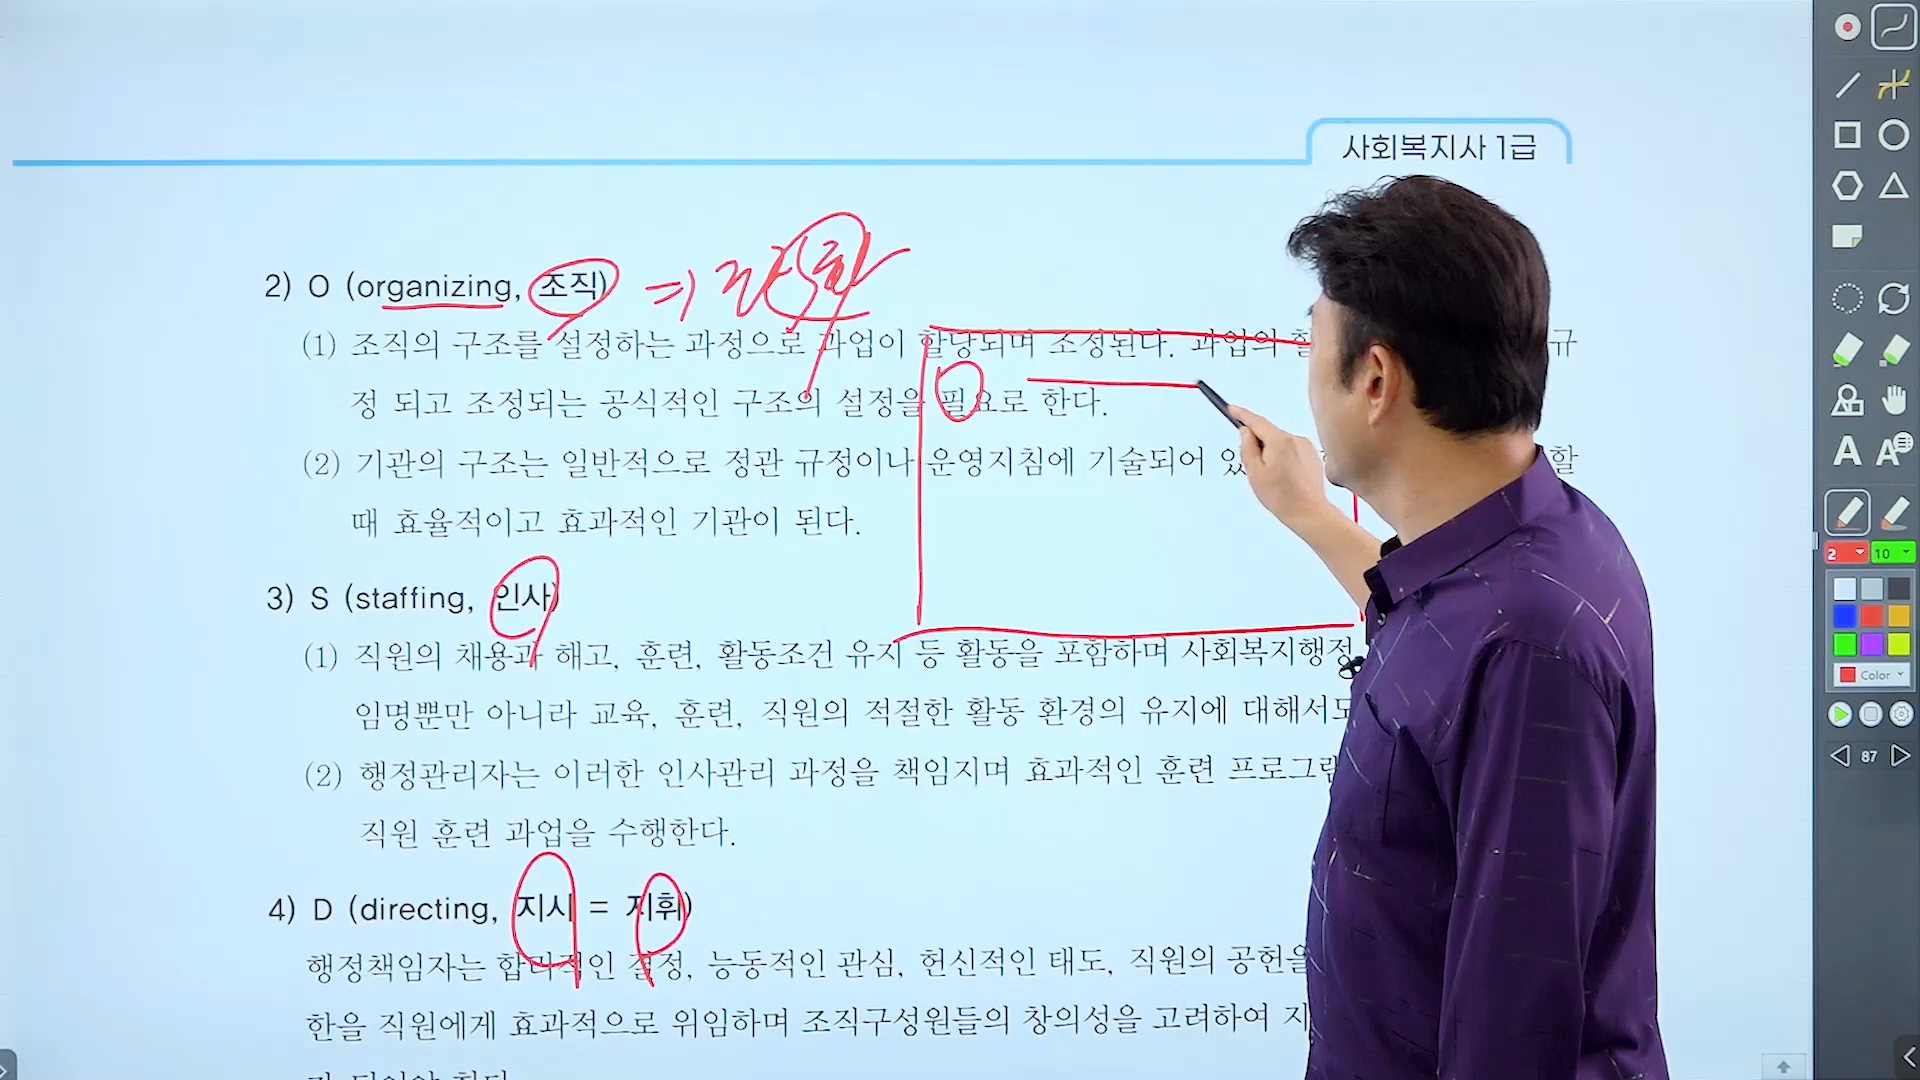 사회복지사 1급
2) O (organizing, 조직) ⇒ 조직화
(1) 조직의 구조를 설정하는 과정으로 과업이 할당되며 조정된다. 과업의 할 규
정 되고 조정되는 공식적인 구조의 설정을 필요로 한다.
(2) 기관의 구조는 일반적으로 정관 규정이나 운영지침에 기술되어 있 할
때 효율적이고 효과적인 기관이 된다.
3) S (staffing, 인사)
(1) 직원의 채용과 해고, 훈련, 활동조건 유지 등 활동을 포함하며 사회복지행정
임명뿐만 아니라 교육, 훈련, 직원의 적절한 활동 환경의 유지에 대해서도
(2) 행정관리자는 이러한 인사관리 과정을 책임지며 효과적인 훈련 프로그램
직원 훈련 과업을 수행한다.
4) D (directing, 지시 = 지휘)
행정책임자는 합리적인 결정, 능동적인 관심, 헌신적인 태도, 직원의 공헌을
한을 직원에게 효과적으로 위임하며 조직구성원들의 창의성을 고려하여 지
2 10
Color
87